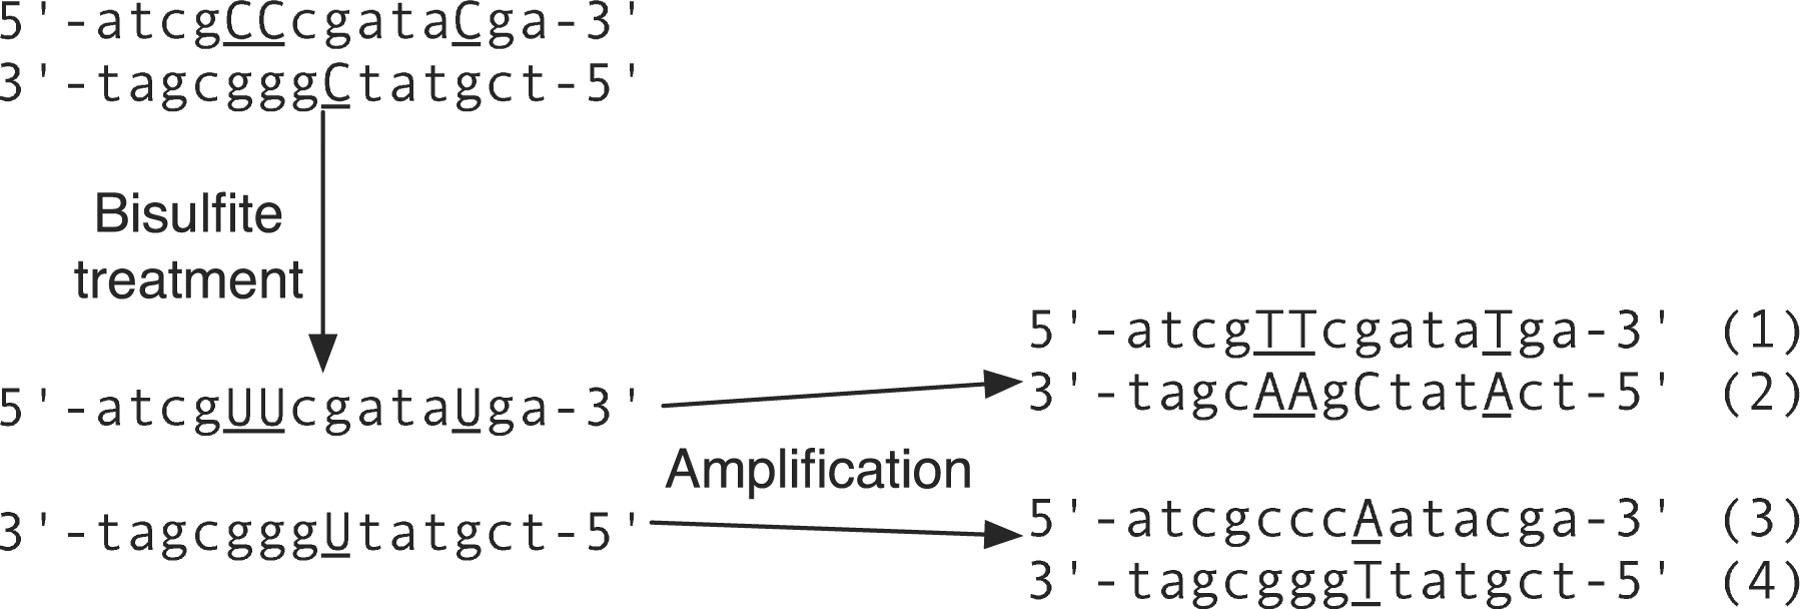 5'-atcgCCcgataCga-3'
3'-tagcgggCtatgct-5'
Bisulfite
treatment
5'-atcgTTcgataTga-3' (1)
3'-tagcAAgCtatAct-5' (2)
5'-atcgUUcgataUga-3'
Amplification
5'-atcgcccAatacga-3' (3)
3'-tagcgggUtatgct-5'
3'-tagcgggTtatgct-5' (4)